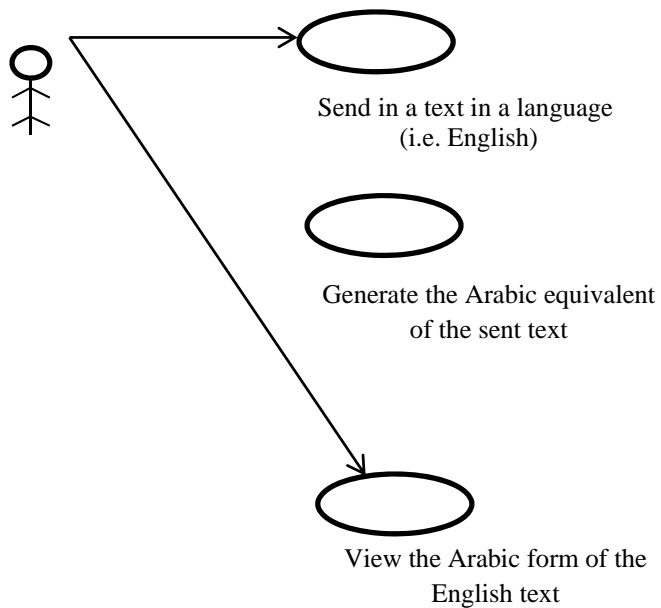 Send in a text in a language
(i.e. English)
Generate the Arabic equivalent
of the sent text
View the Arabic form of the
English text